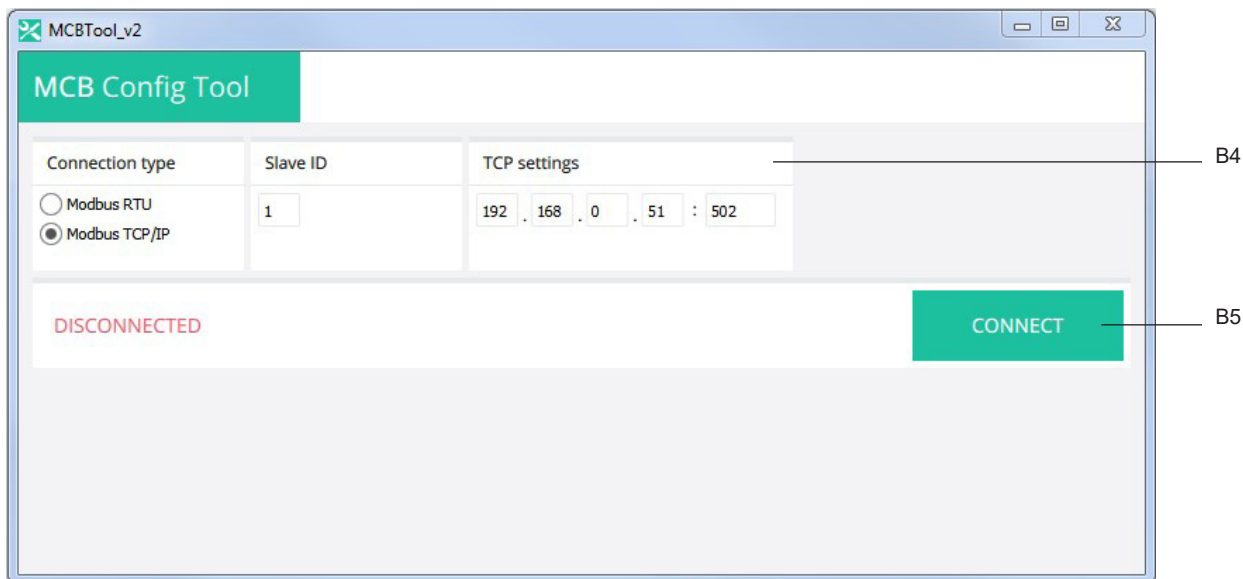 MCBTool_v2
MCB Config Tool
Connection type
Modbus RTU
Modbus TCP/IP
Slave ID
1
TCP settings
192 . 168 . 0 . 51 : 502
B4
DISCONNECTED
CONNECT
B5